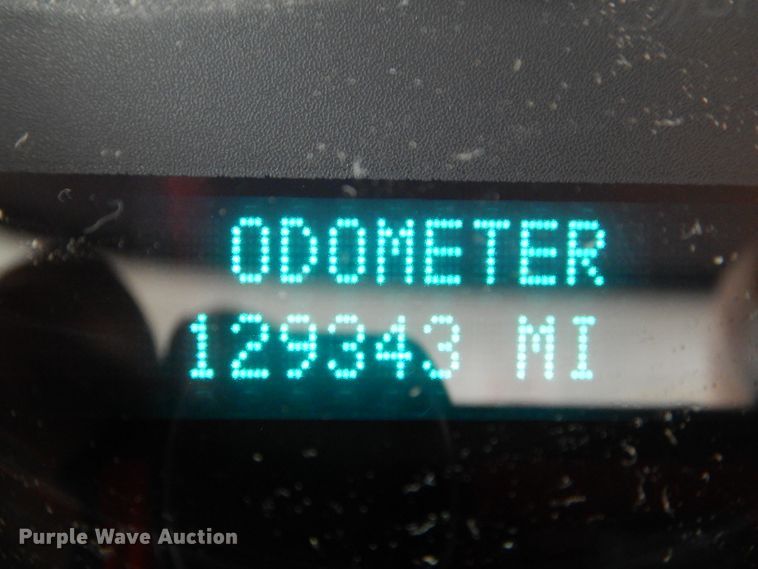 ODOMETER
129343 MI
Purple Wave Auction